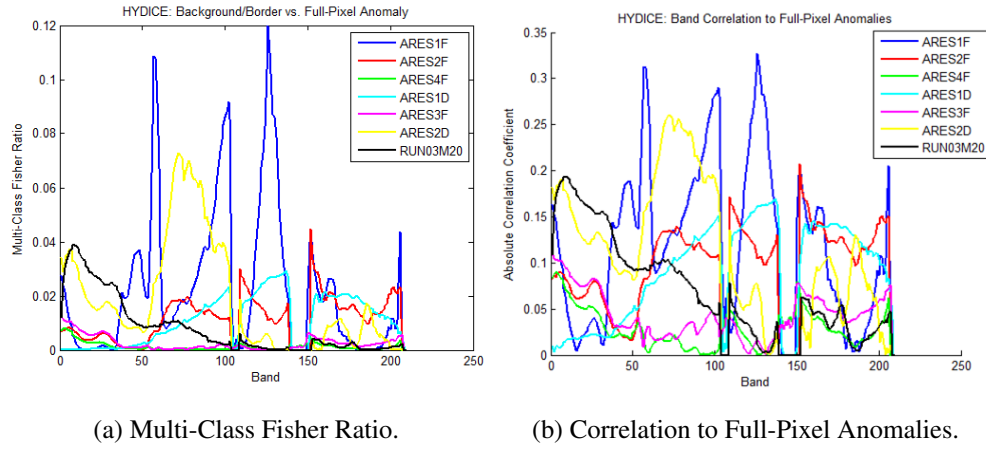 HYDICE: Background/Border vs. Full-Pixel Anomaly
0.12
0.1
0.08
0.06
0.04
0.02
0
Multi-Class Fisher Ratio
0 50 100 150 200 250
Band
ARES1F
ARES2F
ARES4F
ARES1D
ARES3F
ARES2D
RUN03M20
(a) Multi-Class Fisher Ratio.
HYDICE: Band Correlation to Full-Pixel Anomalies
0.35
0.3
0.25
0.2
0.15
0.1
0.05
0
Absolute Correlation Coefficient
0 50 100 150 200 250
Band
ARES1F
ARES2F
ARES4F
ARES1D
ARES3F
ARES2D
RUN03M20
(b) Correlation to Full-Pixel Anomalies.